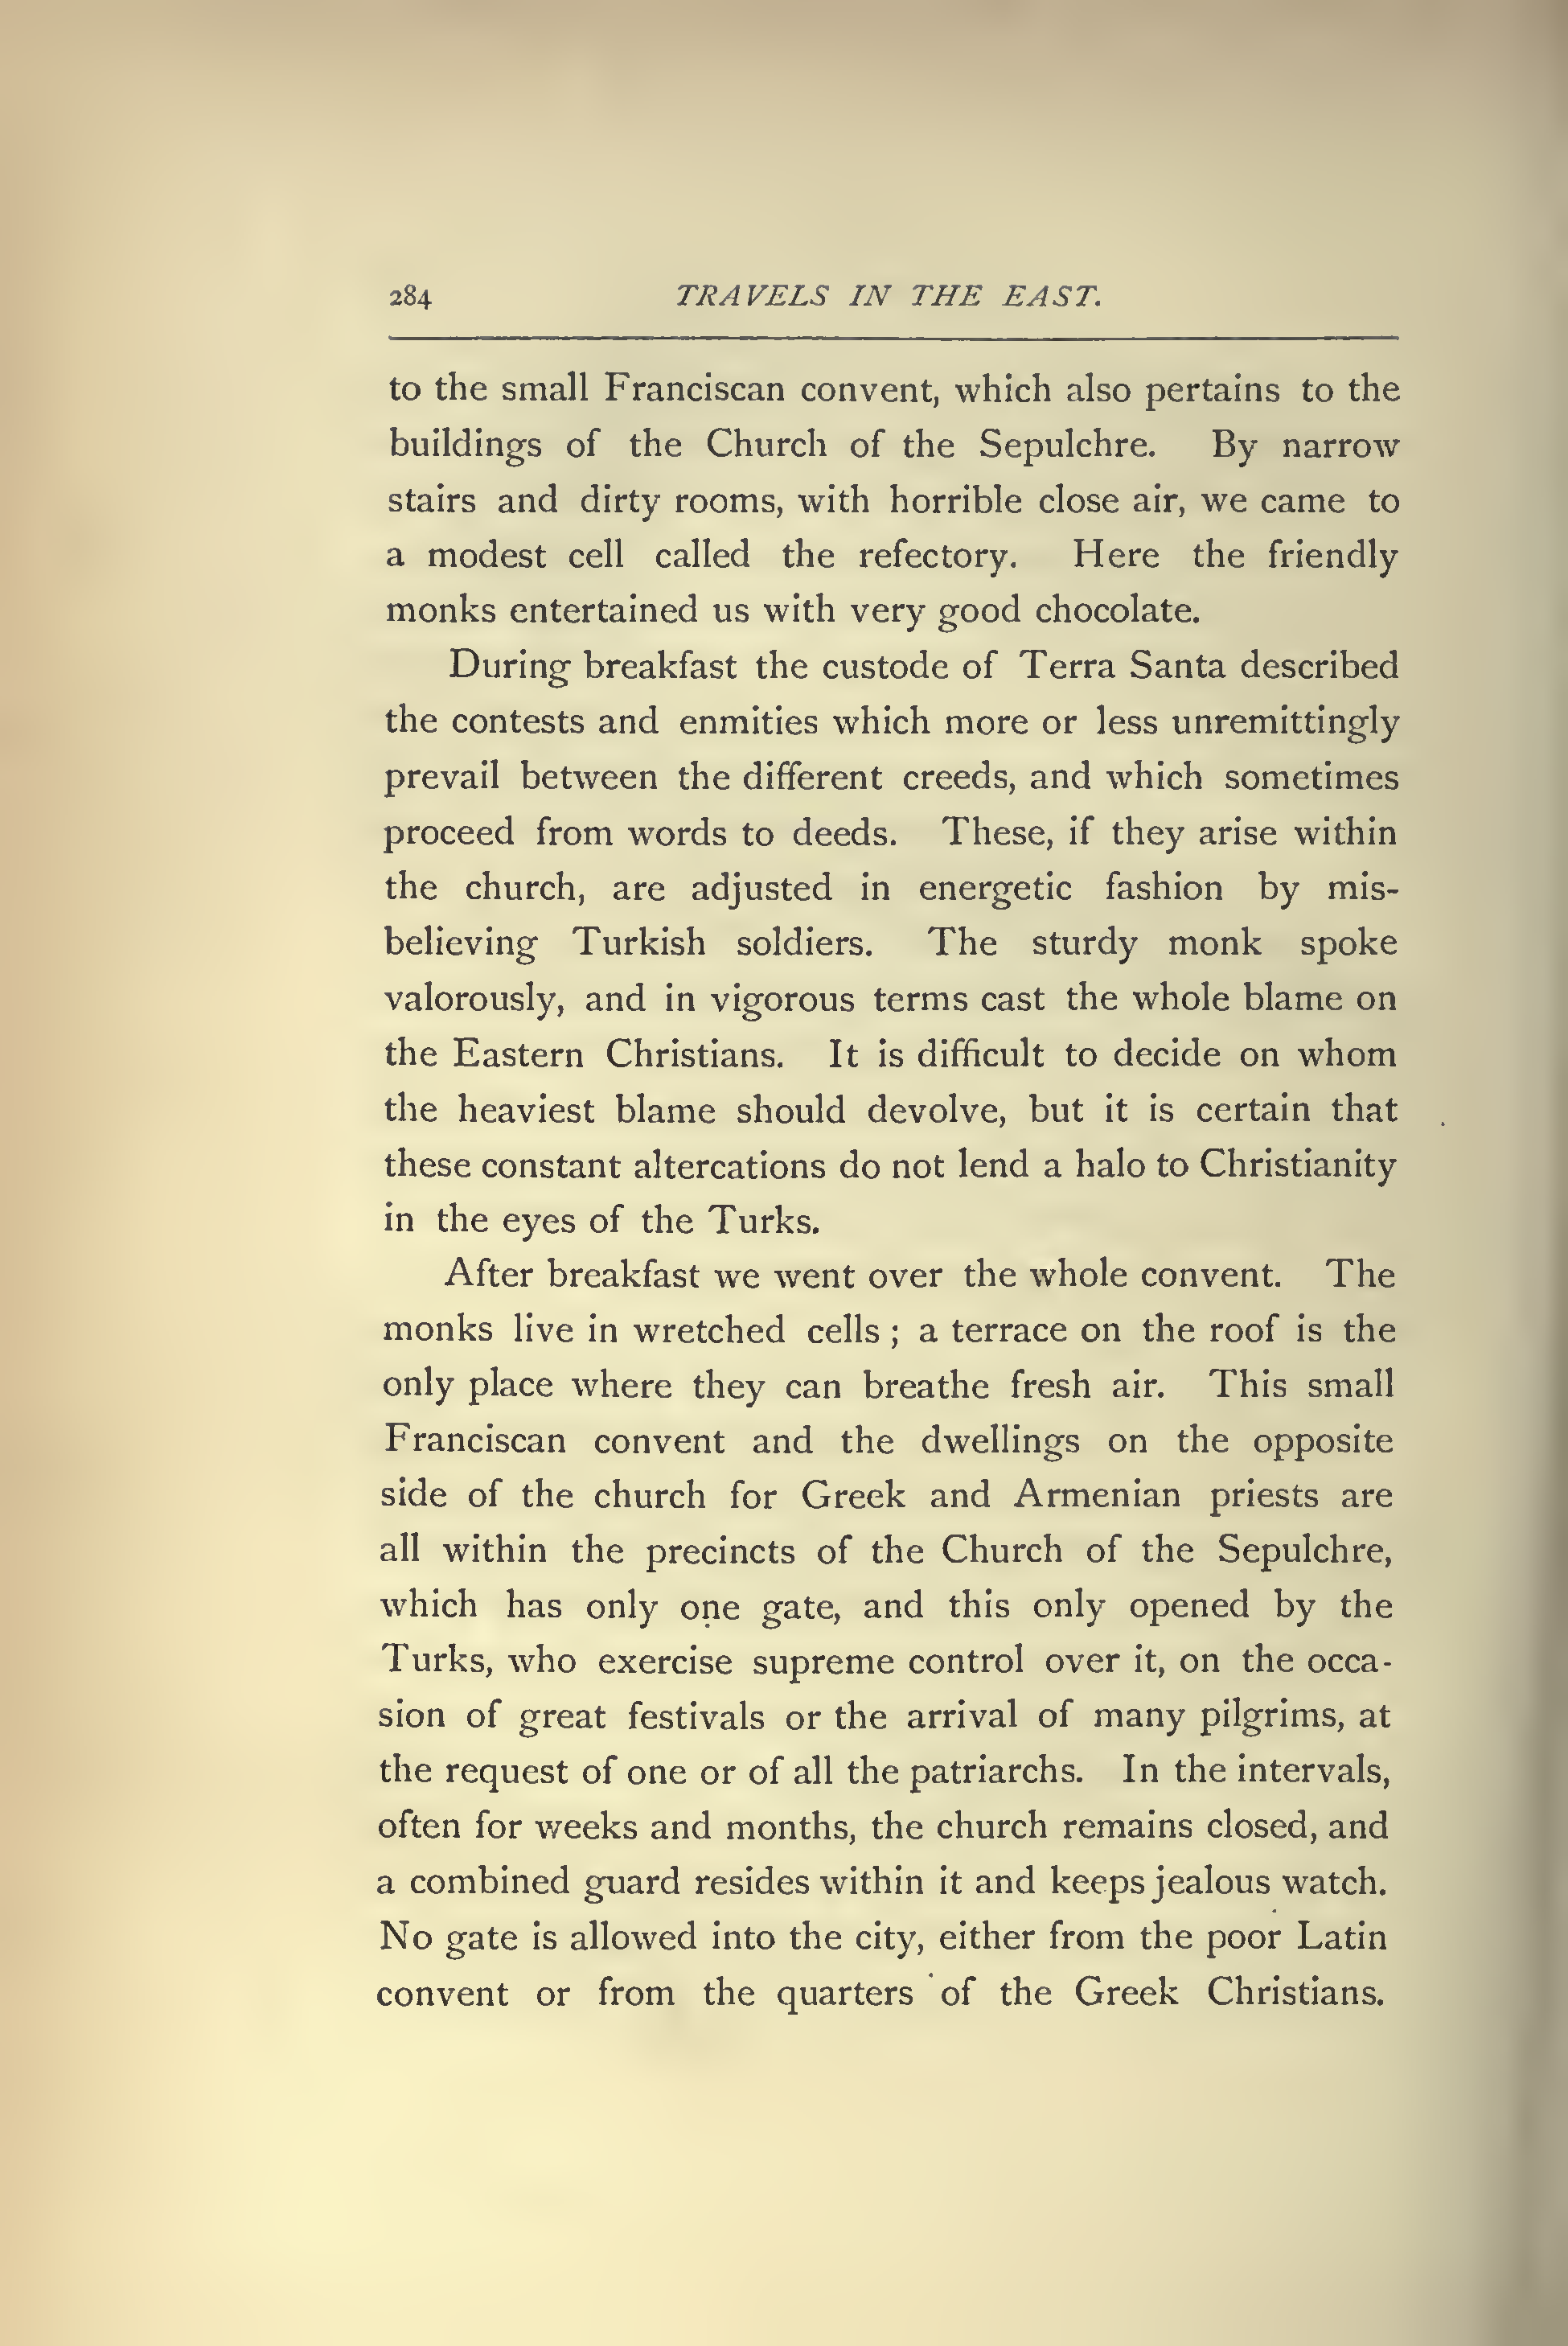 284 TRAVELS IN THE EAST.
to the small Franciscan convent, which also pertains to the
buildings of the Church of the Sepulchre. By narrow
stairs and dirty rooms, with horrible close air, we came to
a modest cell called the refectory. Here the friendly
monks entertained us with very good chocolate.
During breakfast the custode of Terra Santa described
the contests and enmities which more or less unremittingly
prevail between the different creeds, and which sometimes
proceed from words to deeds. These, if they arise within
the church, are adjusted in energetic fashion by mis-
believing Turkish soldiers. The sturdy monk spoke
valorously, and in vigorous terms cast the whole blame on
the Eastern Christians. It is difficult to decide on whom
the heaviest blame should devolve, but it is certain that
these constant altercations do not lend a halo to Christianity
in the eyes of the Turks.
After breakfast we went over the whole convent. The
monks live in wretched cells ; a terrace on the roof is the
only place where they can breathe fresh air. This small
Franciscan convent and the dwellings on the opposite
side of the church for Greek and Armenian priests are
all within the precincts of the Church of the Sepulchre,
which has only one gate, and this only opened by the
Turks, who exercise supreme control over it, on the occa-
sion of great festivals or the arrival of many pilgrims, at
the request of one or of all the patriarchs. In the intervals,
often for weeks and months, the church remains closed, and
a combined guard resides within it and keeps jealous watch.
No gate is allowed into the city, either from the poor Latin
convent or from the quarters of the Greek Christians.